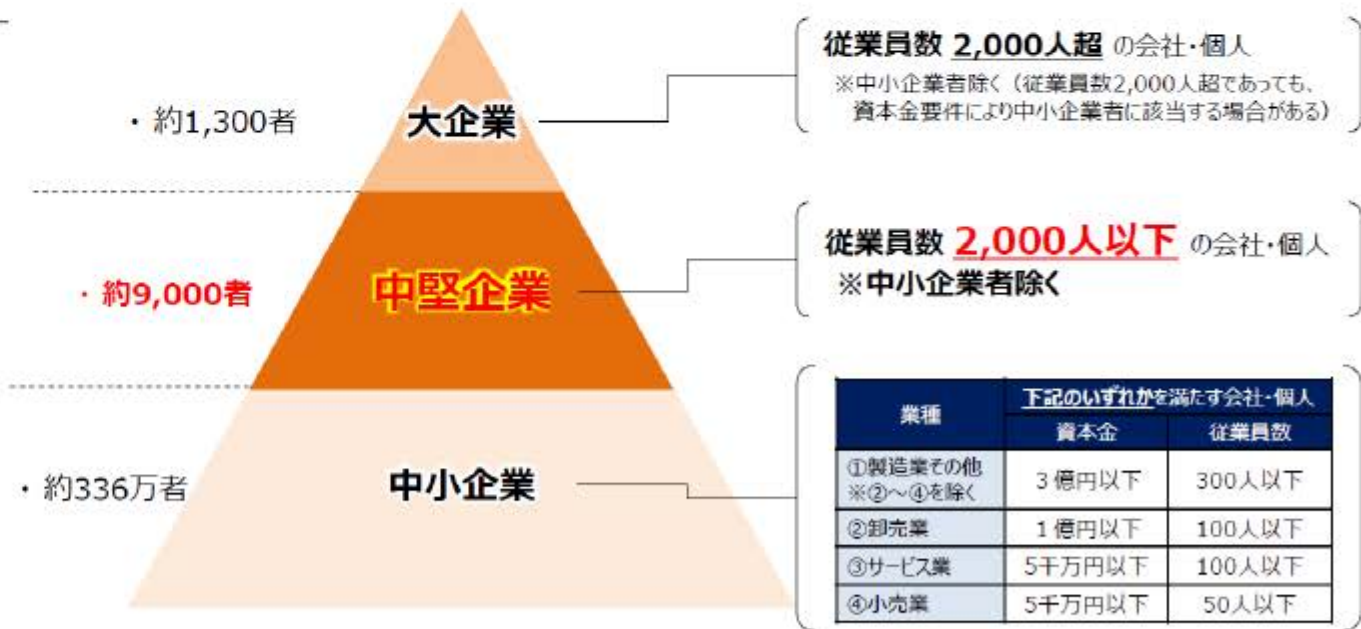 ・約1,300者
大企業
従業員数 2,000人超 の会社・個人
※中小企業者除く（従業員数2,000人超であっても、
資本金要件により中小企業者に該当する場合がある）
・約9,000者
中堅企業
従業員数 2,000人以下 の会社・個人
※中小企業者除く
・約336万者
中小企業
業種 下記のいずれかを満たす会社・個人
資本金 従業員数
①製造業その他
※②～④を除く
3億円以下 300人以下
②卸売業 1億円以下 100人以下
③サービス業 5千万円以下 100人以下
④小売業 5千万円以下 50人以下